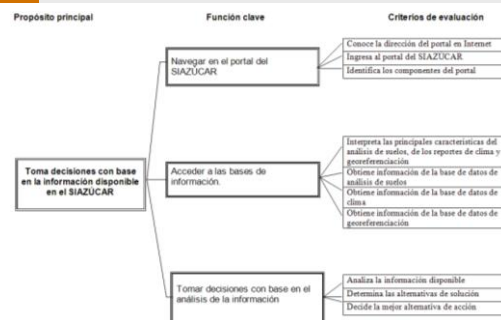 Propósito principal
Función clave
Criterios de evaluación
Toma decisiones con base
en la información disponible
en el SIAZÚCAR
Navegar en el portal del
SIAZÚCAR
Conoce la dirección del portal en Internet
Ingresa al portal del SIAZÚCAR
Identifica los componentes del portal
Acceder a las bases de
información.
Interpreta las principales características del
análisis de suelos, de los reportes de clima y
georeferenciación
Obtiene información de la base de datos de
análisis de suelos
Obtiene información de la base de datos de
clima
Obtiene información de la base de datos de
georeferenciación
Tomar decisiones con base en el
análisis de la información
Analiza la información disponible
Determina las alternativas de solución
Decide la mejor alternativa de acción